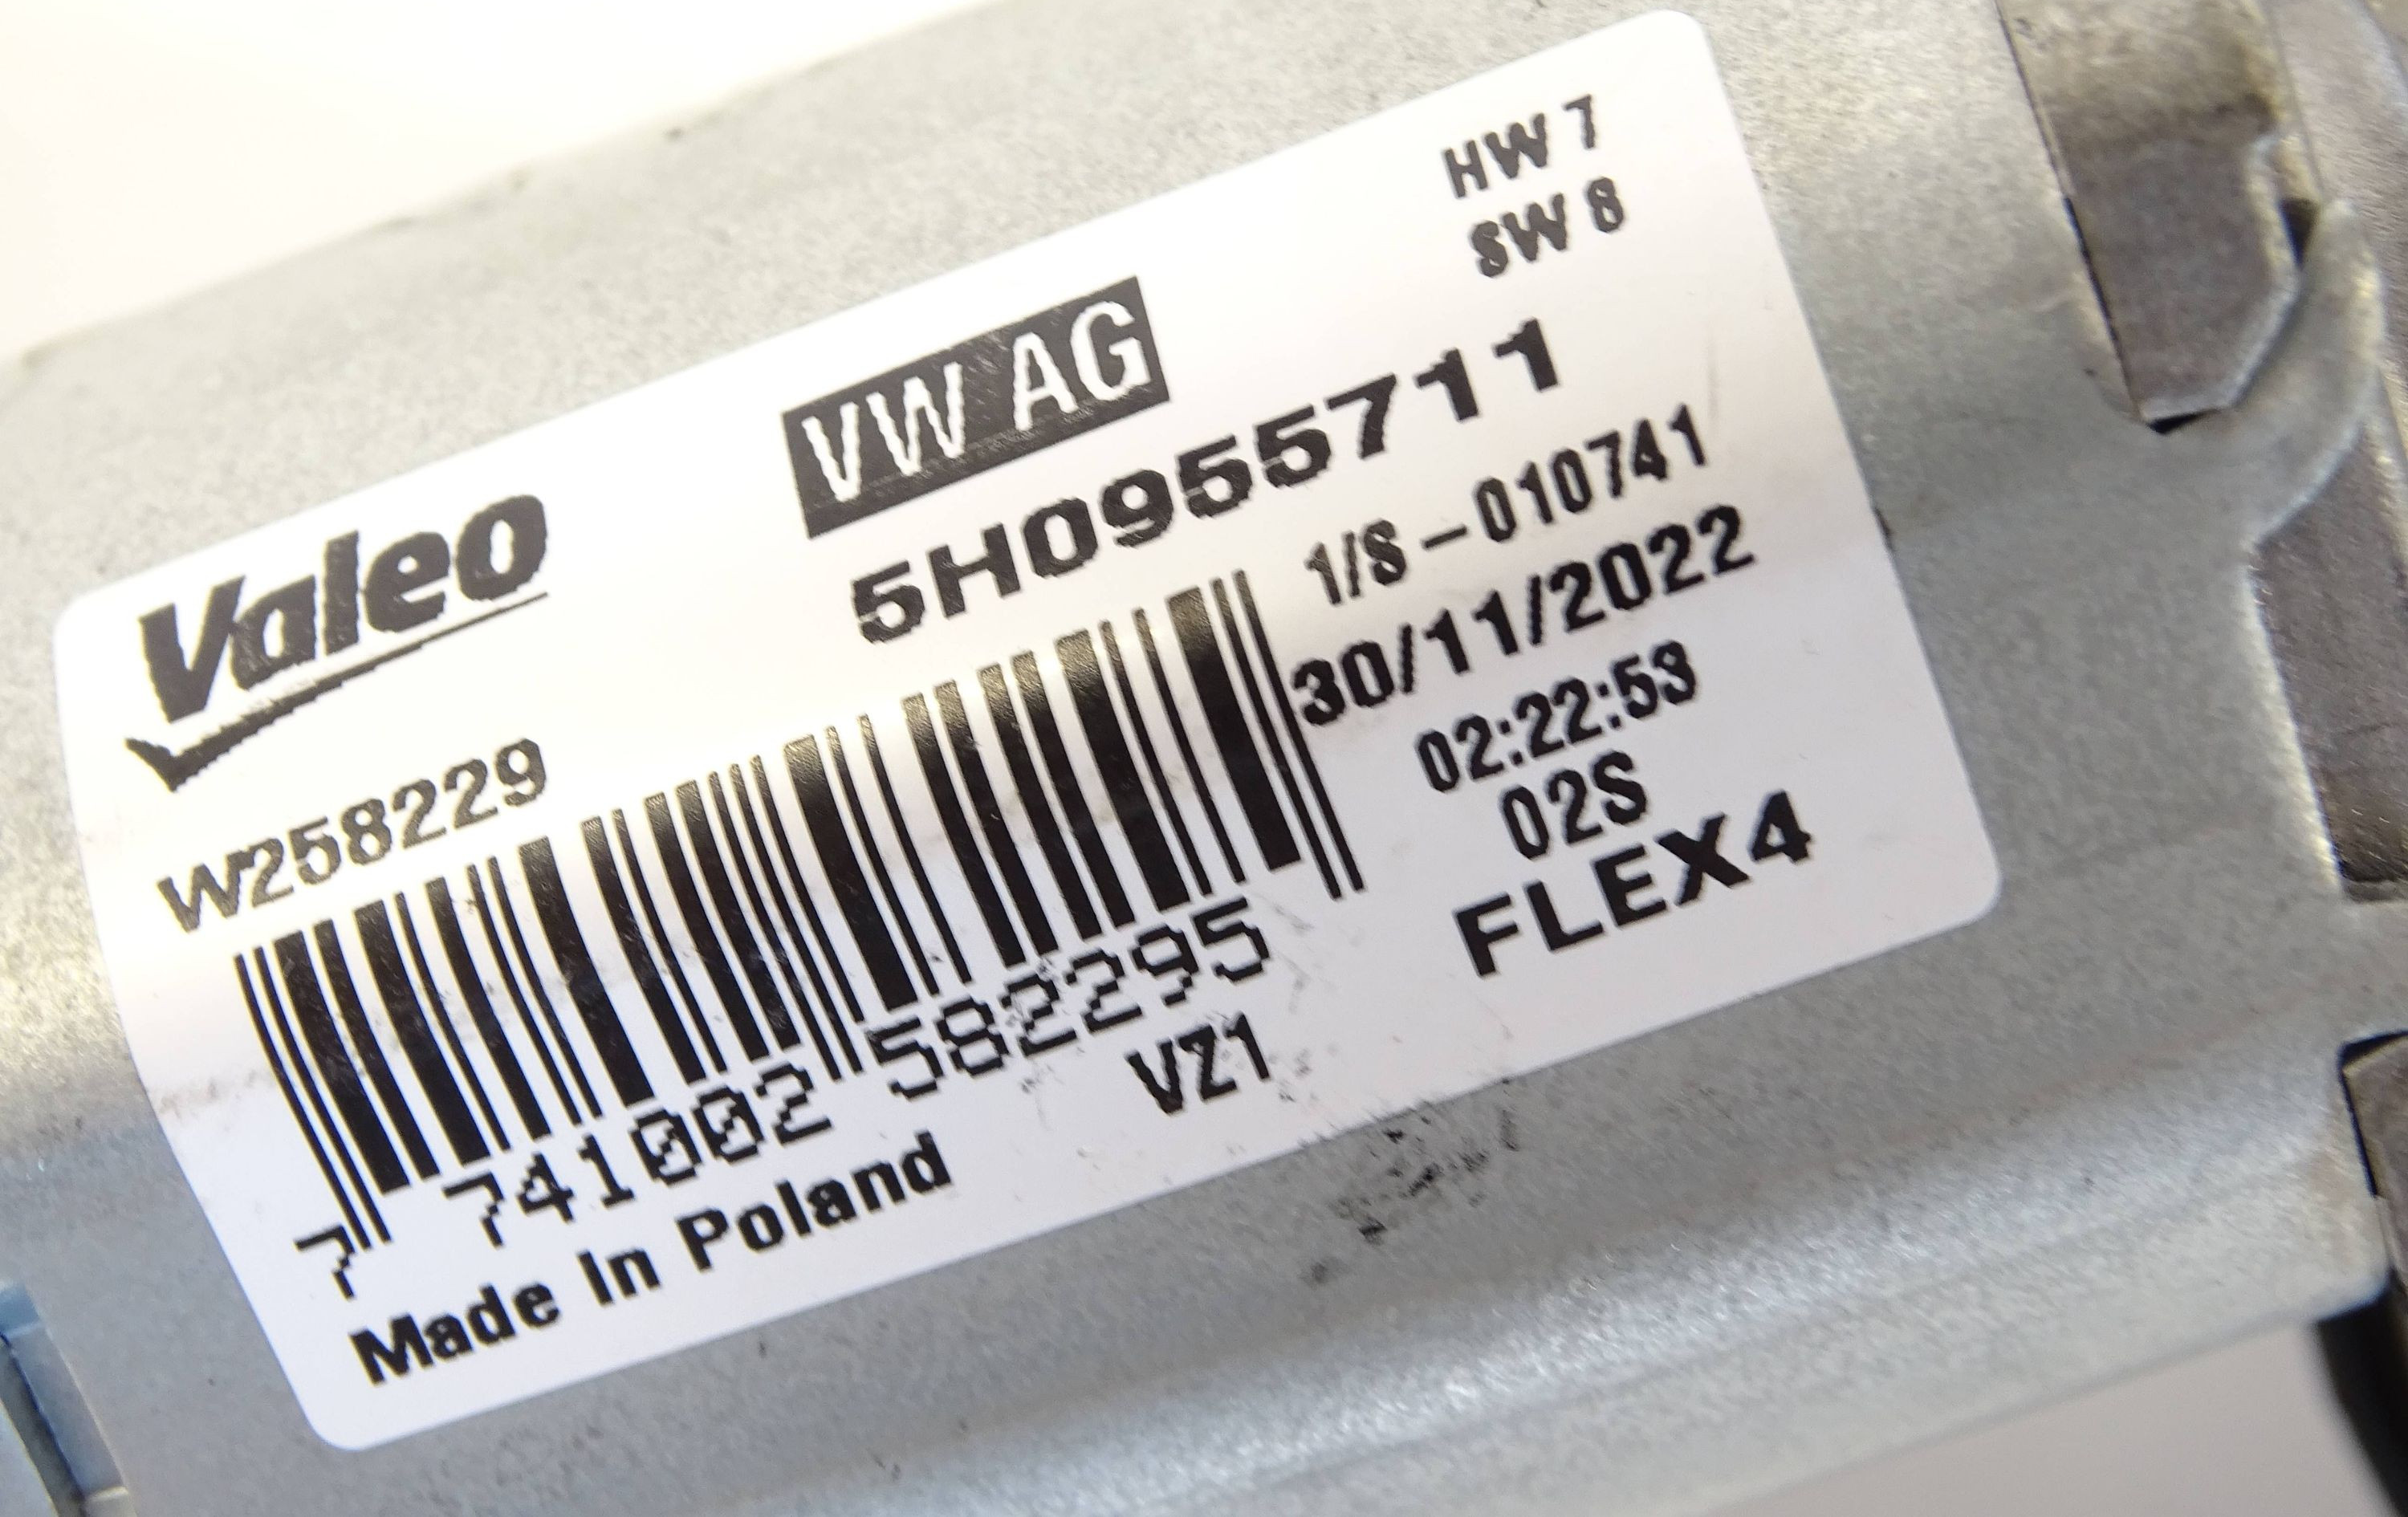 HW 7
SW 8
VW AG
5H0955711
Valeo
1/S-010741
30/11/2022
02:22:53
02S
FLEX4
W258229
7 741002 582295
VZ1
Made In Poland